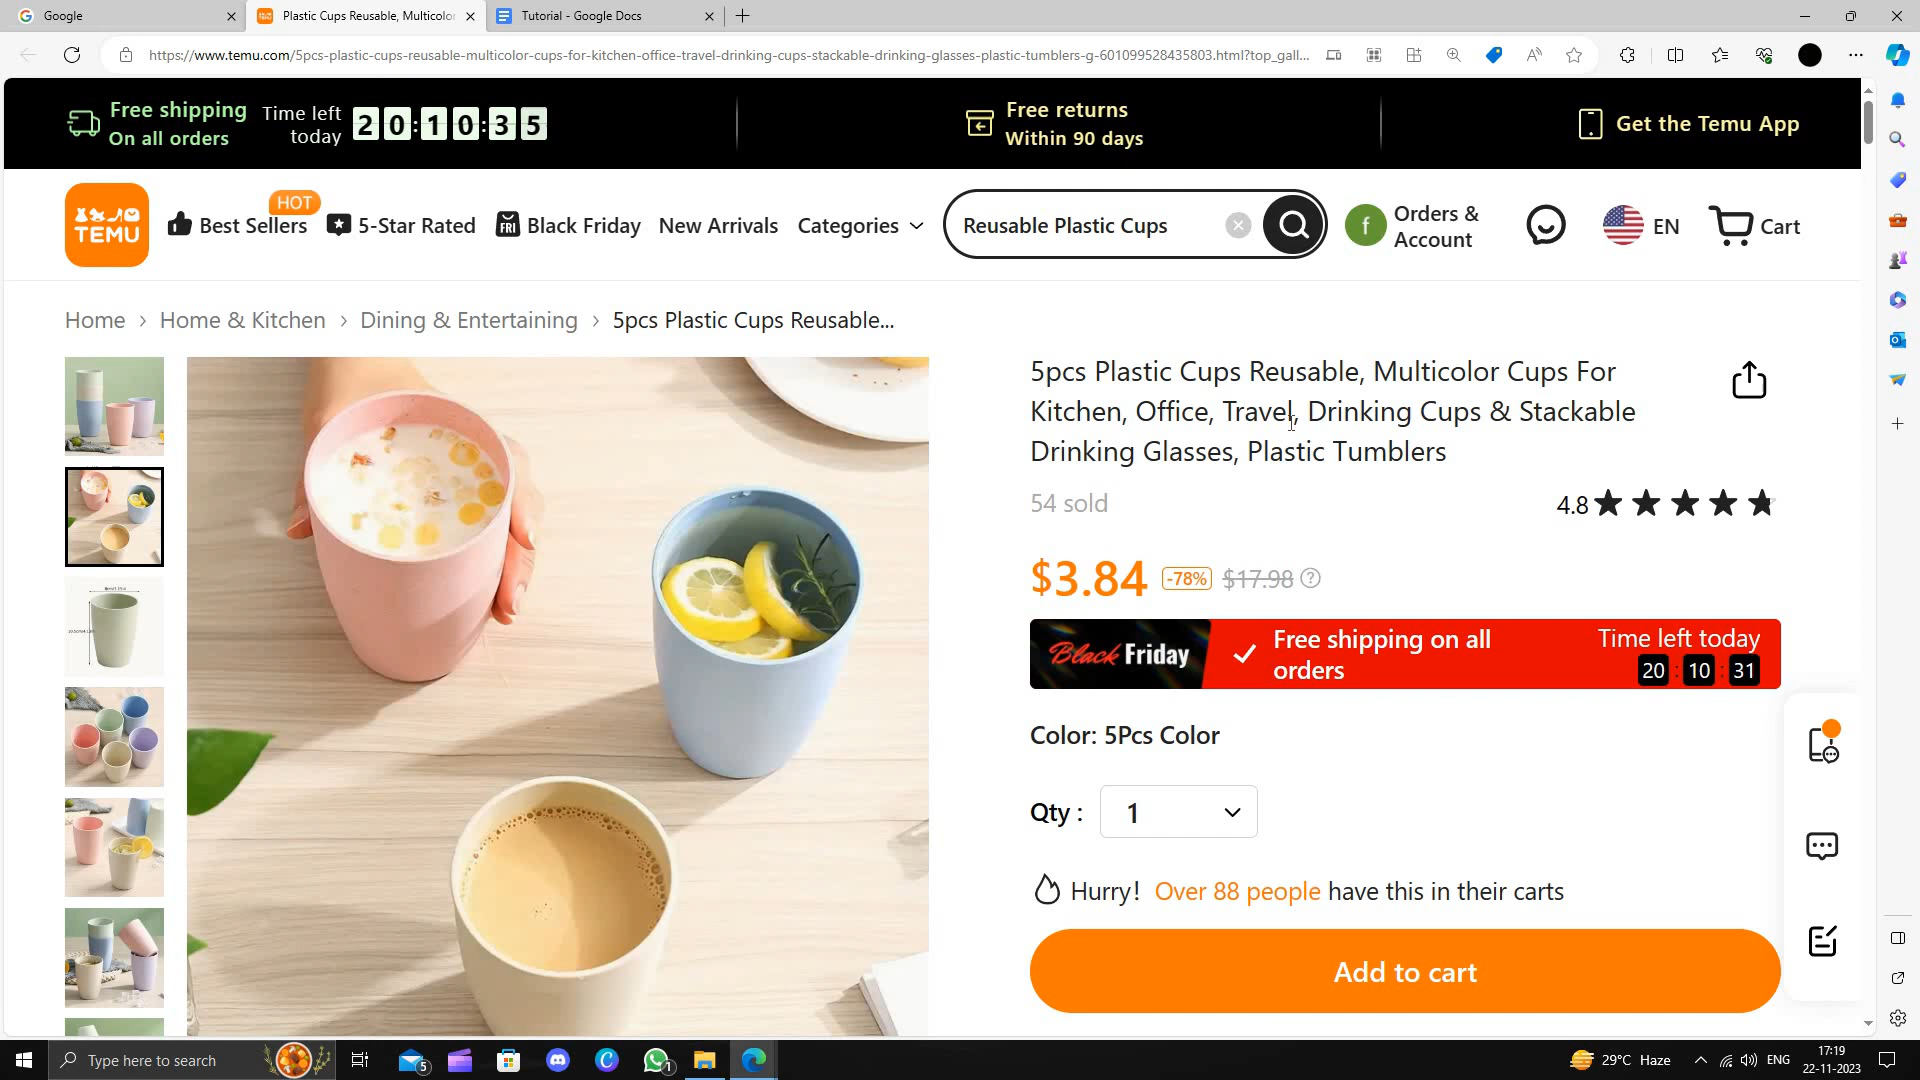 Google
Plastic Cups Reusable, Multicolor
Tutorial - Google Docs
https://www.temu.com/5pcs-plastic-cups-reusable-multicolor-cups-for-kitchen-office-travel-drinking-cups-stackable-drinking-glasses-plastic-tumblers-g-601099528435803.html?top_gall...
Free shipping
On all orders
Time left
today
20:10:35
Free returns
Within 90 days
Get the Temu App
TEMU
Best Sellers
HOT
5-Star Rated
FRI
Black Friday
New Arrivals
Categories
Reusable Plastic Cups
f
Orders &
Account
EN
Cart
Home › Home & Kitchen › Dining & Entertaining › 5pcs Plastic Cups Reusable...
5pcs Plastic Cups Reusable, Multicolor Cups For
Kitchen, Office, Travel, Drinking Cups & Stackable
Drinking Glasses, Plastic Tumblers
54 sold
4.8
$3.84 -78% $17.98
Black Friday
Free shipping on all
orders
Time left today
20:10:31
Color: 5Pcs Color
Qty : 1
Hurry! Over 88 people have this in their carts
Add to cart
Type here to search
5
1
29°C Haze
ENG
17:19
22-11-2023